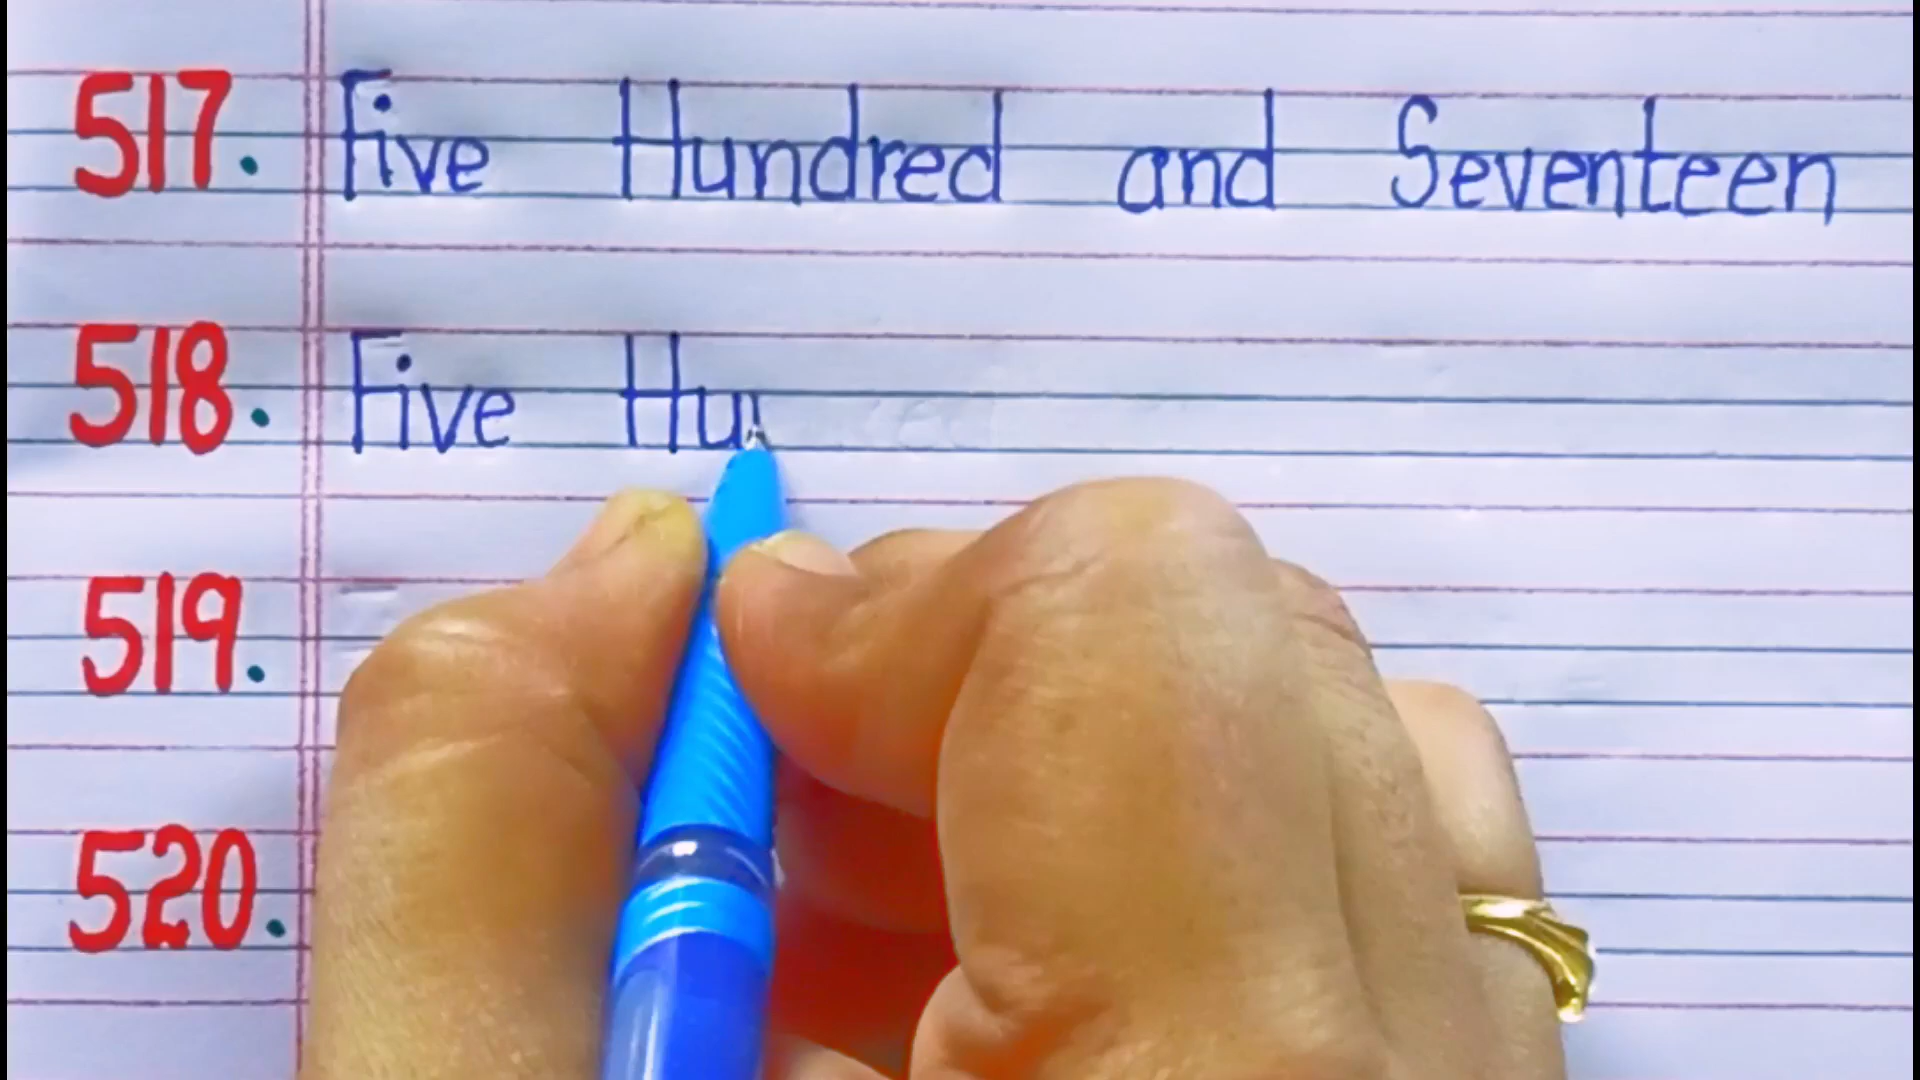 517. Five Hundred and Seventeen
518. Five Hu
519.
520.